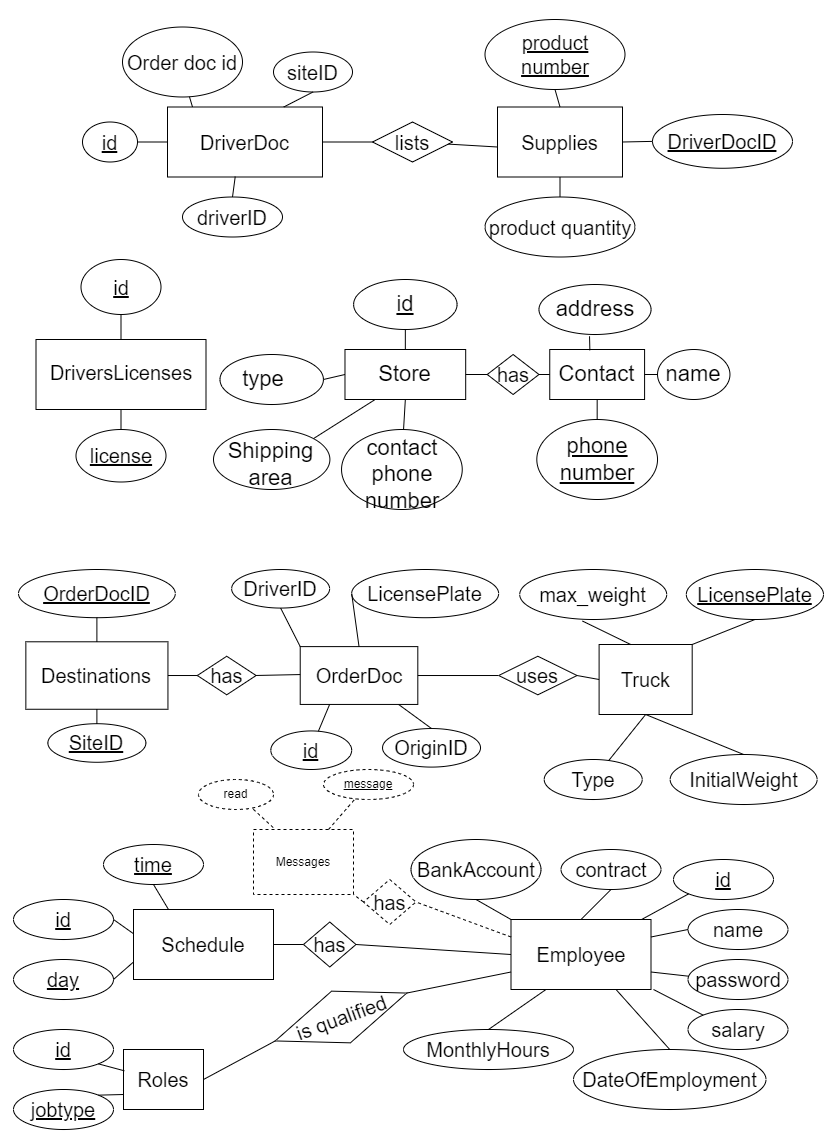 product
number
Order doc id
siteID
id
DriverDoc
lists
Supplies
DriverDocID
driverID
product quantity
id
id
address
DriversLicenses
type
Store
has
Contact
name
license
Shipping
area
contact
phone
number
phone
number
OrderDocID
DriverID
LicensePlate
max_weight
LicensePlate
Destinations
has
OrderDoc
uses
Truck
SiteID
id
OriginID
Type
InitialWeight
read
message
Messages
time
BankAccount
contract
id
has
id
Schedule
has
Employee
name
day
password
is qualified
salary
id
MonthlyHours
Roles
DateOfEmployment
jobtype